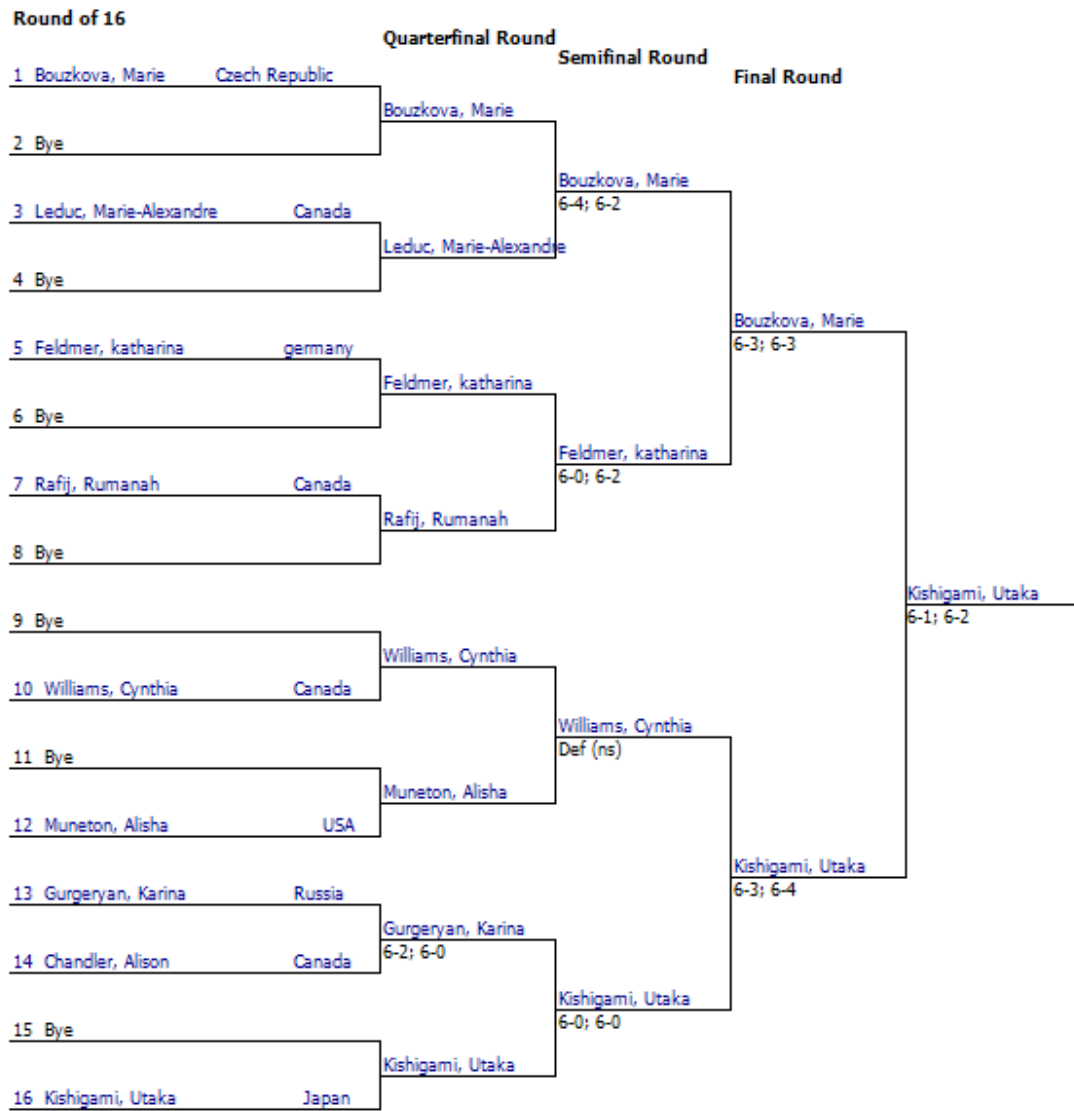 Round of 16
Quarterfinal Round
Semifinal Round
Final Round
1 Bouzkova, Marie Czech Republic
Bouzkova, Marie
2 Bye
Bouzkova, Marie
6-4; 6-2
3 Leduc, Marie-Alexandre Canada
Leduc, Marie-Alexandre
4 Bye
Bouzkova, Marie
6-3; 6-3
5 Feldmer, katharina germany
Feldmer, katharina
6 Bye
Feldmer, katharina
6-0; 6-2
7 Rafij, Rumanah Canada
Rafij, Rumanah
8 Bye
Kishigami, Utaka
6-1; 6-2
9 Bye
Williams, Cynthia
10 Williams, Cynthia Canada
Williams, Cynthia
Def (ns)
11 Bye
Muneton, Alisha
12 Muneton, Alisha USA
Kishigami, Utaka
6-3; 6-4
13 Gurgeryan, Karina Russia
Gurgeryan, Karina
6-2; 6-0
14 Chandler, Alison Canada
Kishigami, Utaka
6-0; 6-0
15 Bye
Kishigami, Utaka
16 Kishigami, Utaka Japan